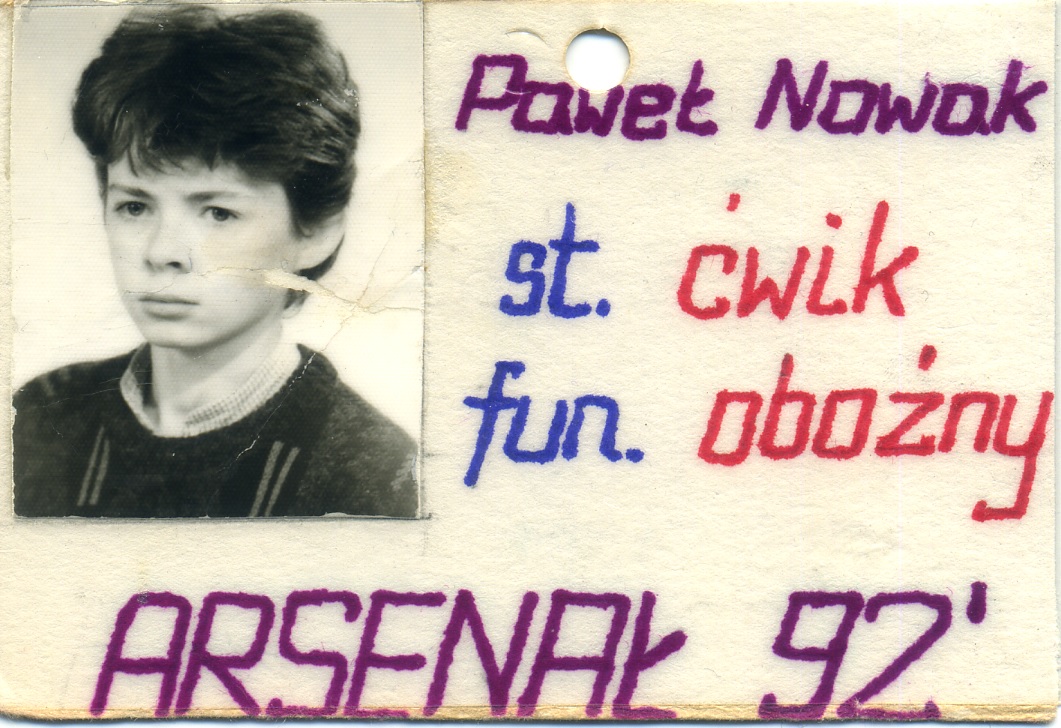 Paweł Nowak
st. ćwik
fun. oboźny
ARSENAŁ 92'